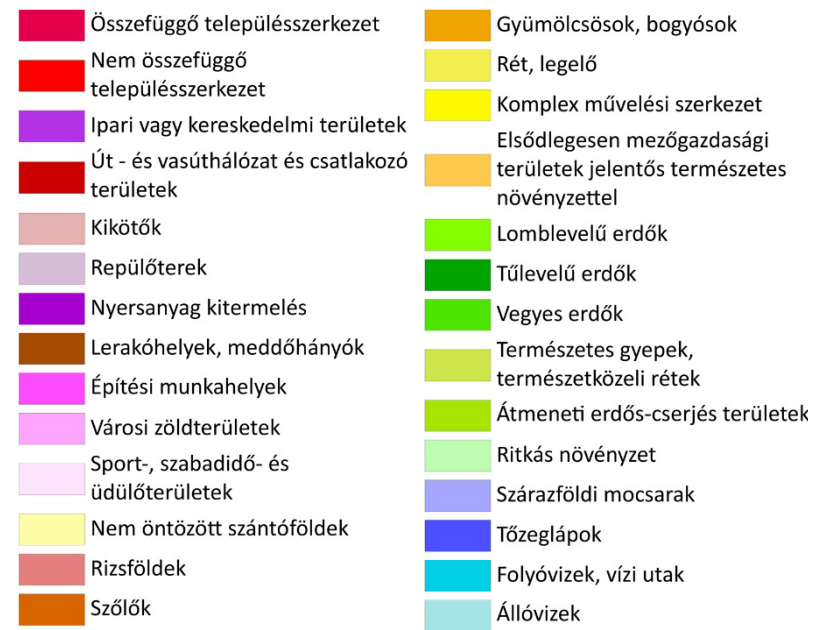 Összefüggő településszerkezet
Nem összefüggő
településszerkezet
Ipari vagy kereskedelmi területek
Út - és vasúthálózat és csatlakozó
területek
Kikötők
Repülőterek
Nyersanyag kitermelés
Lerakóhelyek, meddőhányók
Építési munkahelyek
Városi zöldterületek
Sport-, szabadidő- és
üdülőterületek
Nem öntözött szántóföldek
Rizsföldek
Szőlők
Gyümölcsösok, bogyósok
Rét, legelő
Komplex művelési szerkezet
Elsődlegesen mezőgazdasági
területek jelentős természetes
növényzettel
Lomblevelű erdők
Tűlevelű erdők
Vegyes erdők
Természetes gyepek,
természetközeli rétek
Átmeneti erdős-cserjés területek
Ritkás növényzet
Szárazföldi mocsarak
Tőzeglápok
Folyóvizek, vízi utak
Állóvizek